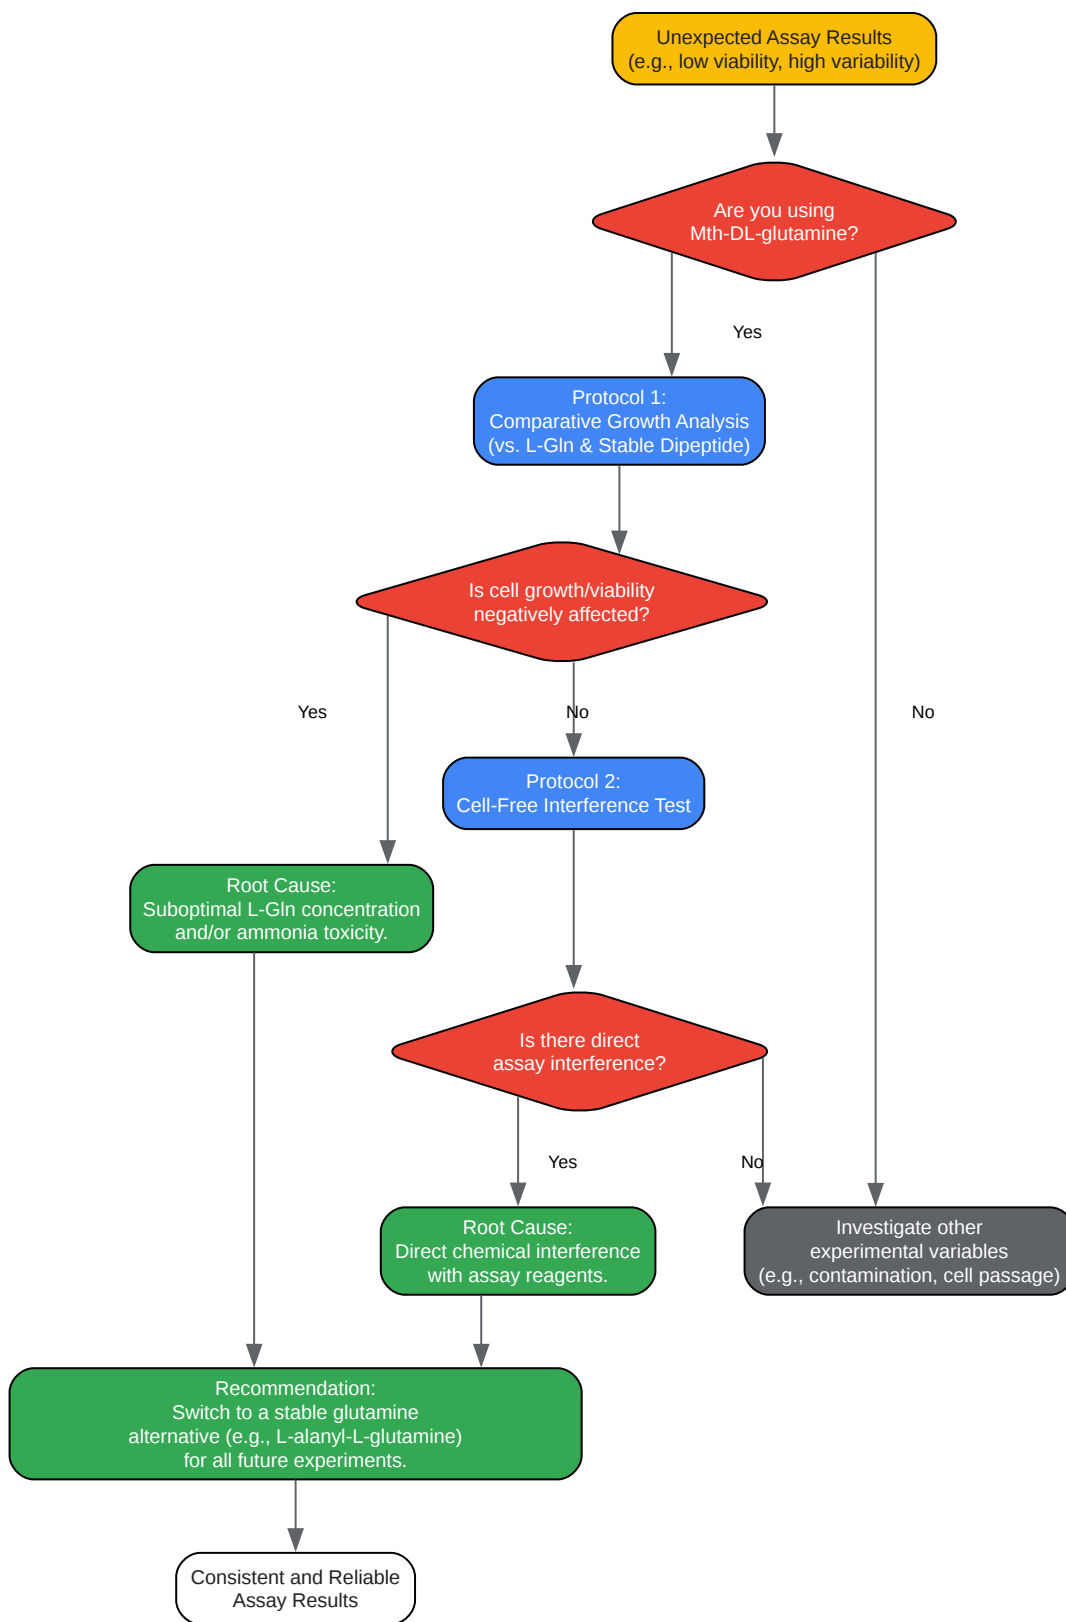 Unexpected Assay Results
(e.g., low viability, high variability)
Are you using
Mth-DL-glutamine?
Yes
Protocol 1:
Comparative Growth Analysis
(vs. L-Gln & Stable Dipeptide)
Is cell growth/viability
negatively affected?
Yes
No
No
Protocol 2:
Cell-Free Interference Test
Root Cause:
Suboptimal L-Gln concentration
and/or ammonia toxicity.
Is there direct
assay interference?
Yes
No
Root Cause:
Direct chemical interference
with assay reagents.
Investigate other
experimental variables
(e.g., contamination, cell passage)
Recommendation:
Switch to a stable glutamine
alternative (e.g., L-alanyl-L-glutamine)
for all future experiments.
Consistent and Reliable
Assay Results